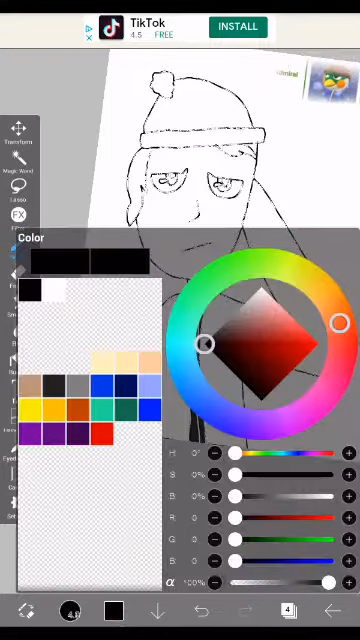 TikTok
4.5 FREE
INSTALL
admiral
Transform
Magic Wand
Lasso
FX
Color
H: 0°
S: 0%
B: 0%
R: 0
G: 0
B: 0
α 100%
4